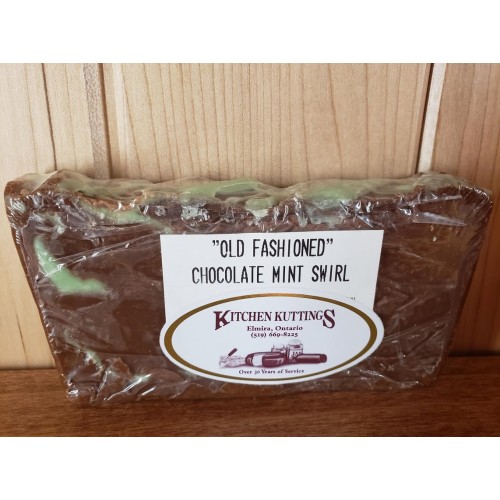 "OLD FASHIONED"
CHOCOLATE MINT SWIRL
KITCHEN KUTTINGS
Elmira, Ontario
(519) 669-8225
Over 30 Years of Service